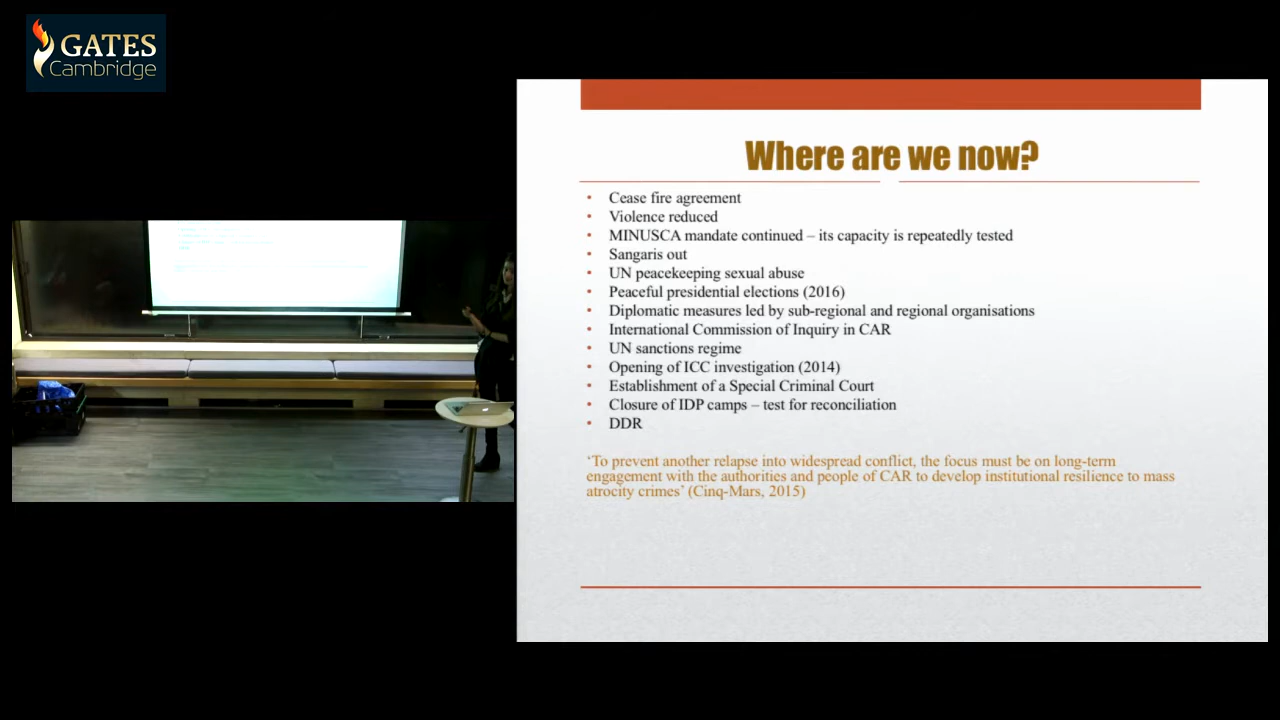 GATES
Cambridge
Where are we now?
• Cease fire agreement
• Violence reduced
• MINUSCA mandate continued – its capacity is repeatedly tested
• Sangaris out
• UN peacekeeping sexual abuse
• Peaceful presidential elections (2016)
• Diplomatic measures led by sub-regional and regional organisations
• International Commission of Inquiry in CAR
• UN sanctions regime
• Opening of ICC investigation (2014)
• Establishment of a Special Criminal Court
• Closure of IDP camps – test for reconciliation
• DDR
‘To prevent another relapse into widespread conflict, the focus must be on long-term
engagement with the authorities and people of CAR to develop institutional resilience to mass
atrocity crimes’ (Cinq-Mars, 2015)